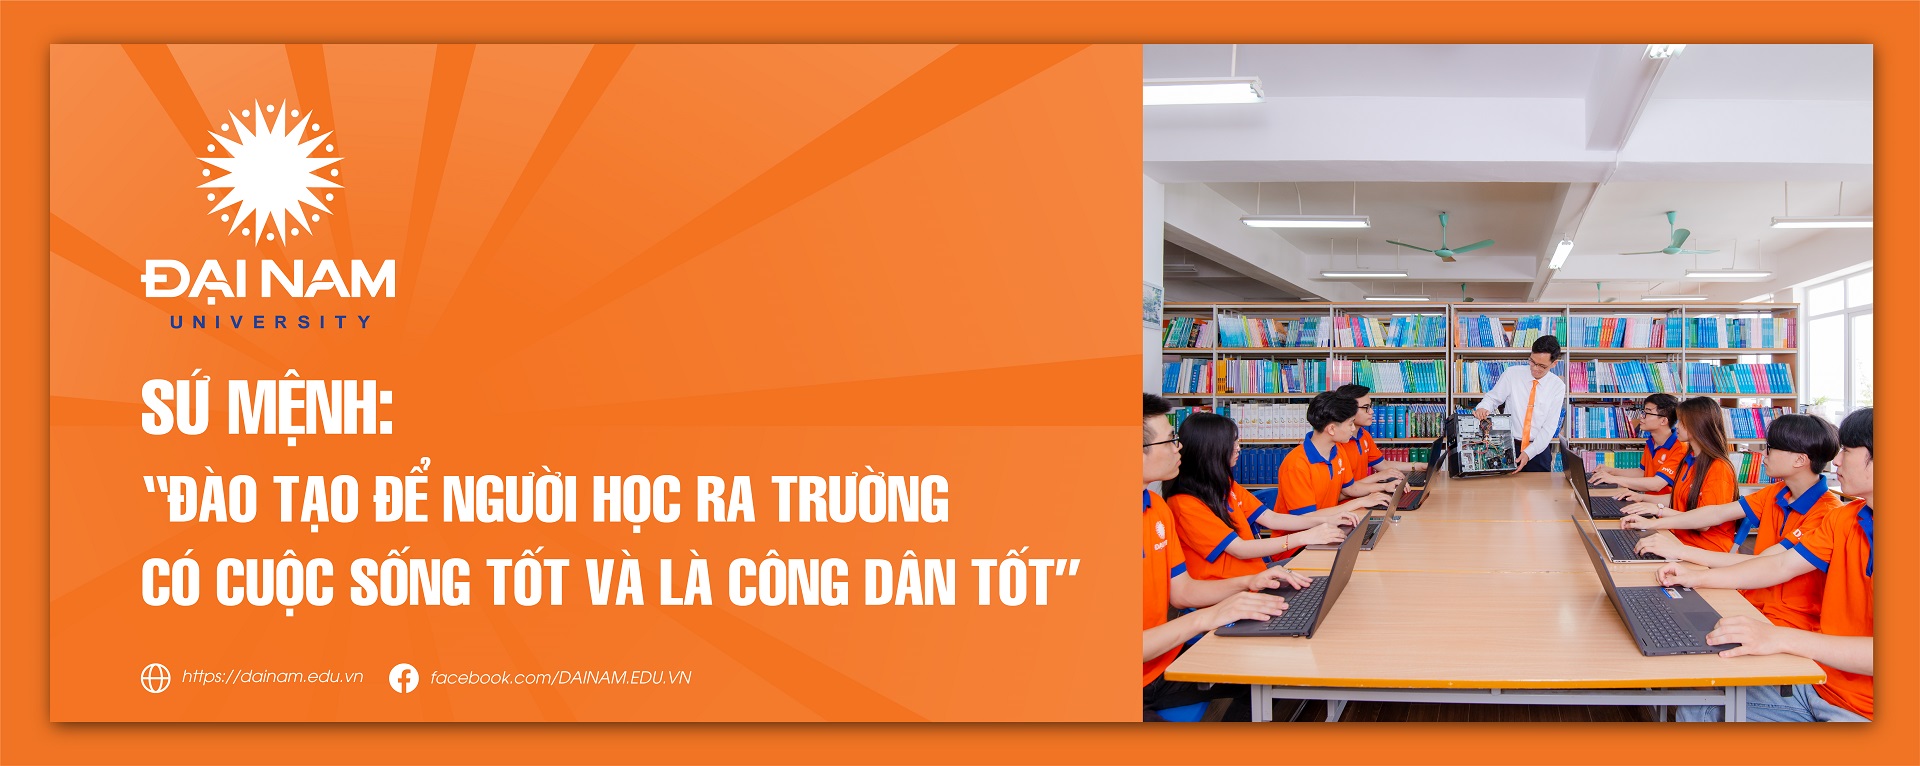 ĐẠI NAM
UNIVERSITY
SỨ MỆNH:
“ĐÀO TẠO ĐỂ NGƯỜI HỌC RA TRƯỜNG
CÓ CUỘC SỐNG TỐT VÀ LÀ CÔNG DÂN TỐT”
https://dainam.edu.vn facebook.com/DAINAM.EDU.VN